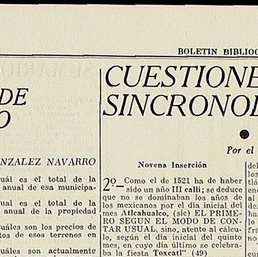 BOLETIN
DE
O
NZALEZ NAVARRO
uál es el total de la
anual de esa municipa-
uál es el total de la
anual de la propiedad
uáles son los precios de
tos de esos terrenos en
uáles son actualmente
CUESTIONE
SINCRONO
Por el
Novena Inserción
2º.— Como el de 1521 ha de haber
sido un año III calli; se deduce
que no se dominaban los años de
los mexicanos por el día inicial del
mes Atlcahualco, (sic) EL PRIME-
RO SEGUN EL MODO DE CON-
TAR USUAL, sino, atento al cálcu-
lo, según el día inicial del quinto
mes, en cuyo día último se celebra-
ba la fiesta Toxcatl" (49)